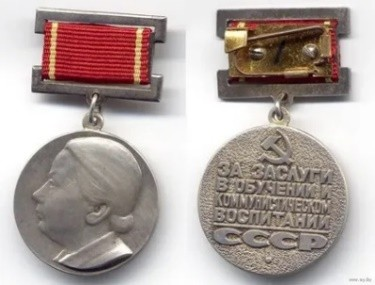 ЗА ЗАСЛУГИ
В ОБУЧЕНИИ И
КОММУНИСТИЧЕСКОМ
ВОСПИТАНИИ
СССР